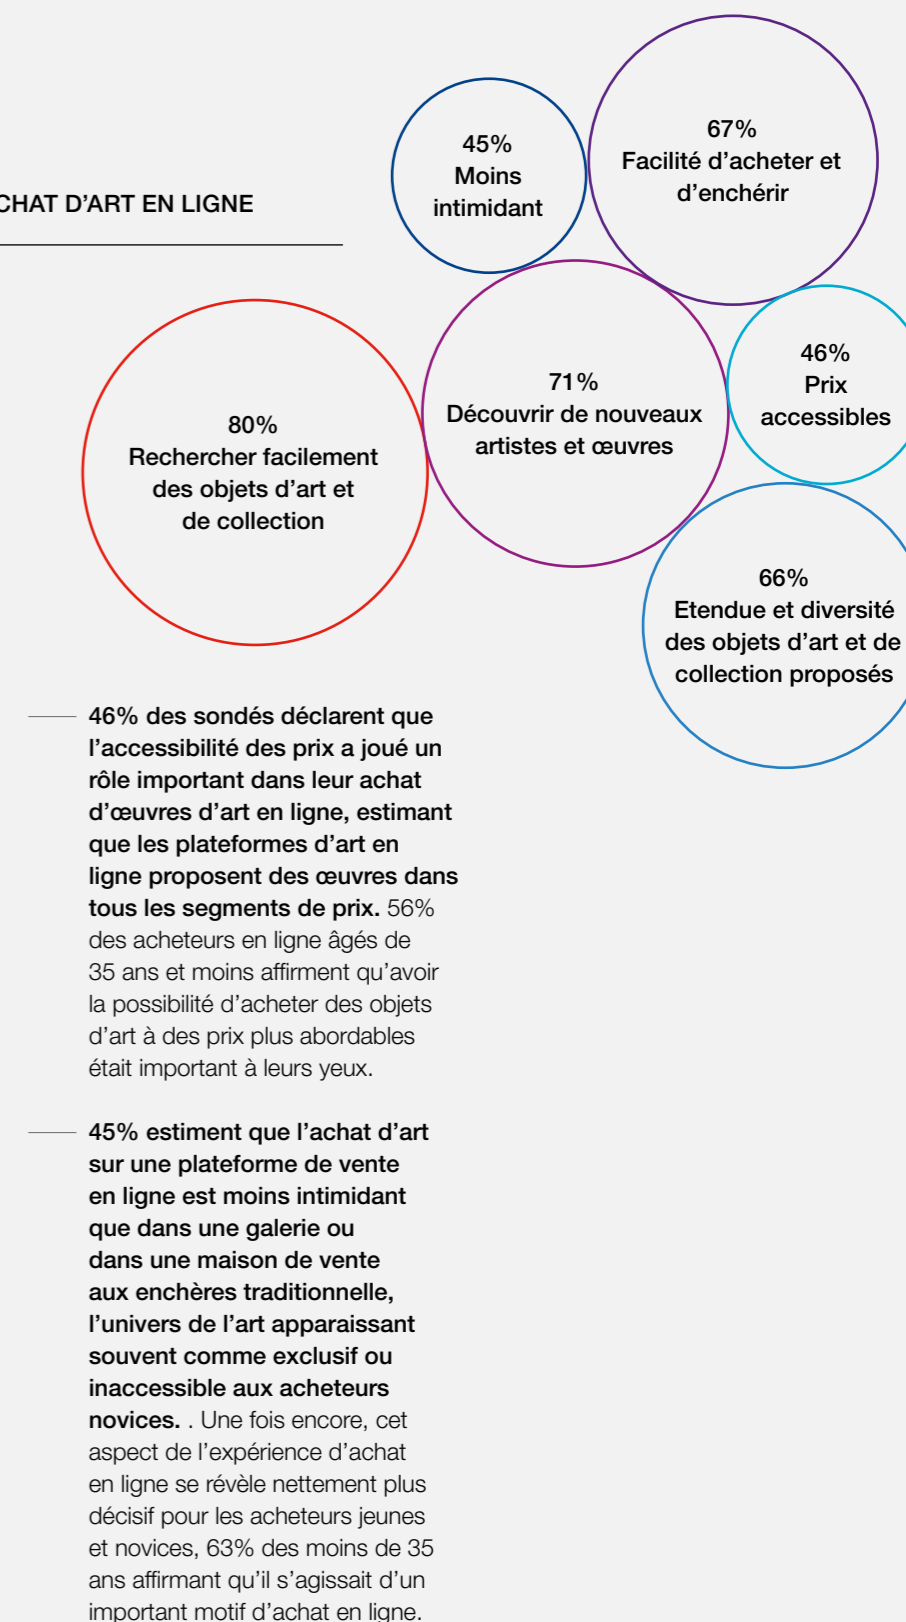 CHAT D'ART EN LIGNE
45%
Moins
intimidant
67%
Facilité d'acheter et
d'enchérir
80%
Rechercher facilement
des objets d'art et
de collection
71%
Découvrir de nouveaux
artistes et œuvres
46%
Prix
accessibles
66%
Etendue et diversité
des objets d'art et de
collection proposés
46% des sondés déclarent que
l'accessibilité des prix a joué un
rôle important dans leur achat
d'œuvres d'art en ligne, estimant
que les plateformes d'art en
ligne proposent des œuvres dans
tous les segments de prix. 56%
des acheteurs en ligne âgés de
35 ans et moins affirment qu'avoir
la possibilité d'acheter des objets
d'art à des prix plus abordables
était important à leurs yeux.
45% estiment que l'achat d'art
sur une plateforme de vente
en ligne est moins intimidant
que dans une galerie ou
dans une maison de vente
aux enchères traditionnelle,
l'univers de l'art apparaissant
souvent comme exclusif ou
inaccessible aux acheteurs
novices. . Une fois encore, cet
aspect de l'expérience d'achat
en ligne se révèle nettement plus
décisif pour les acheteurs jeunes
et novices, 63% des moins de 35
ans affirmant qu'il s'agissait d'un
important motif d'achat en ligne.